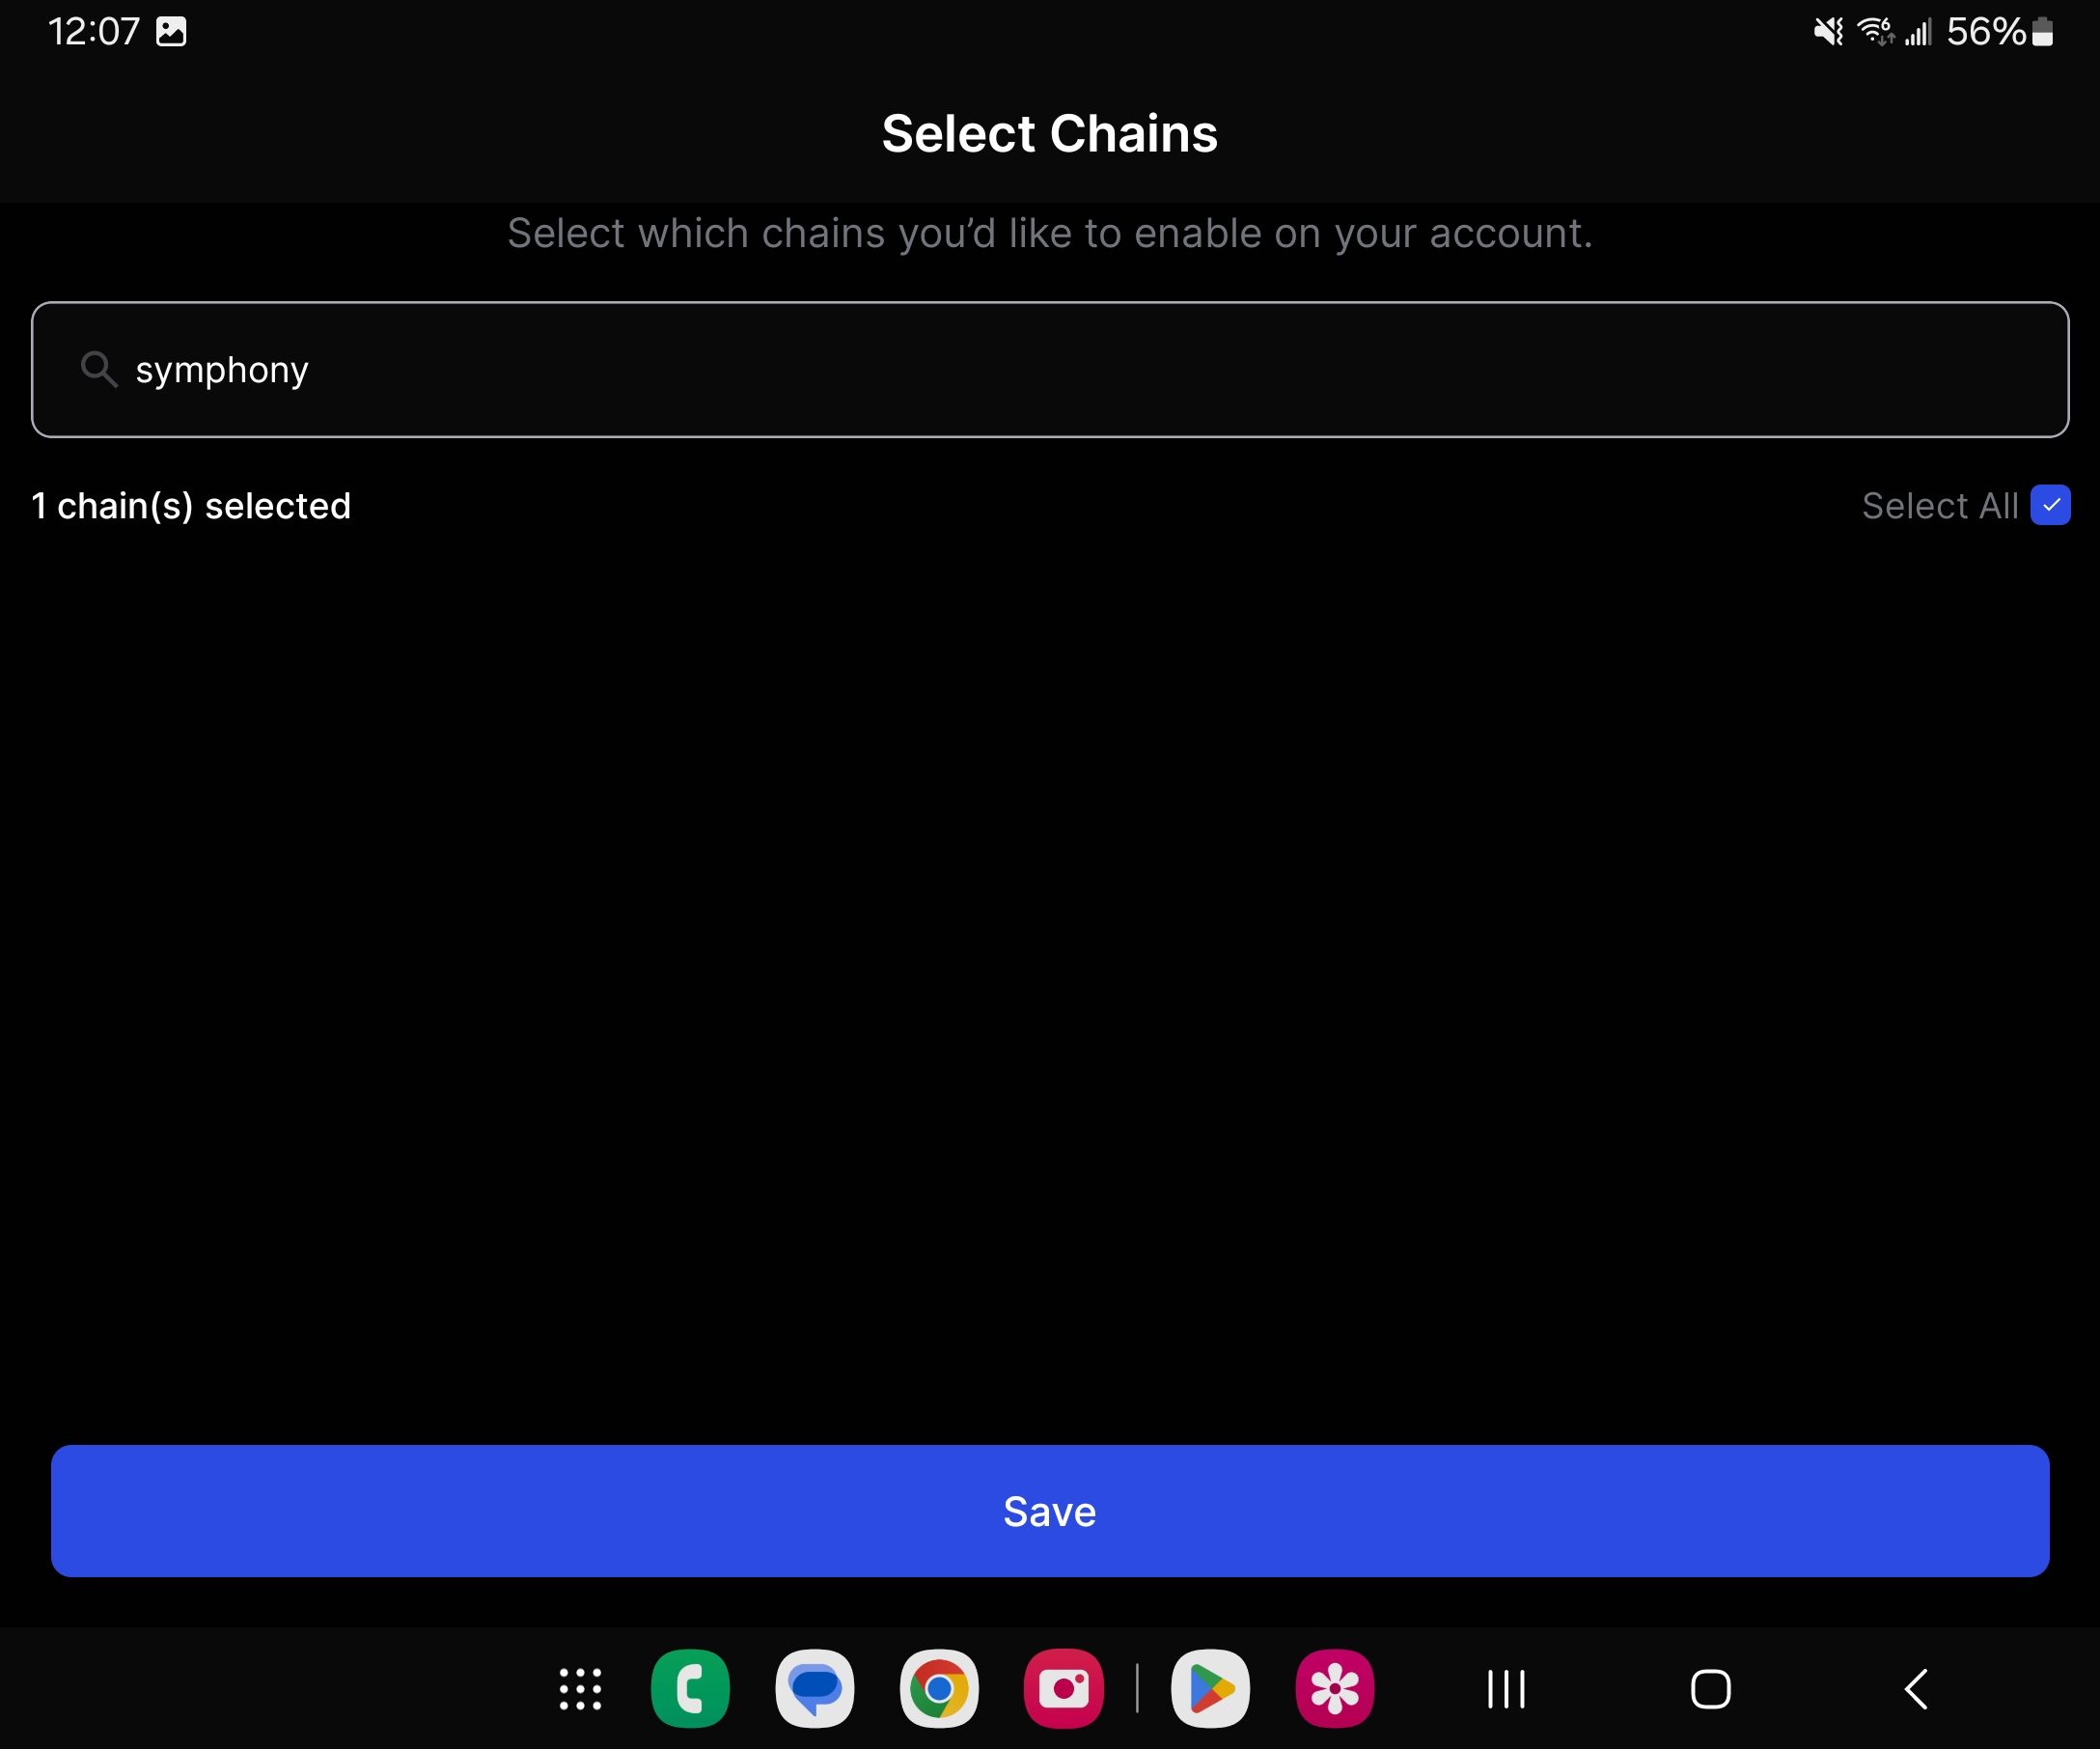 12:07
6
56%
Select Chains
Select which chains you’d like to enable on your account.
symphony
1 chain(s) selected
Select All
Save